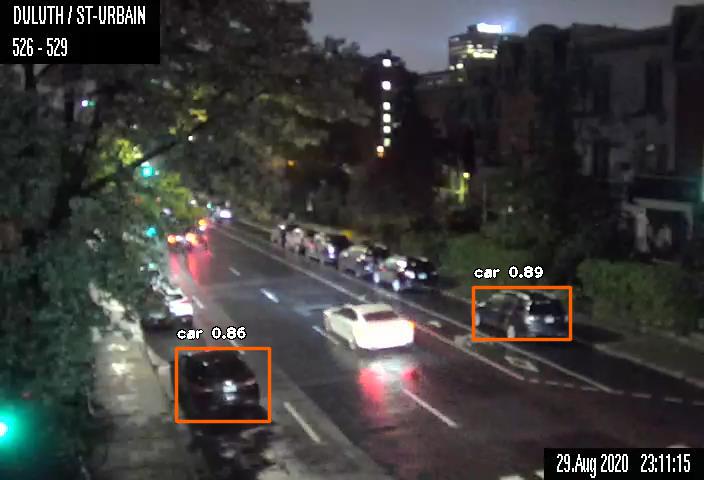 DULUTH / ST-URBAIN
526 - 529
car 0.89
car 0.86
29.Aug 2020 23:11:15